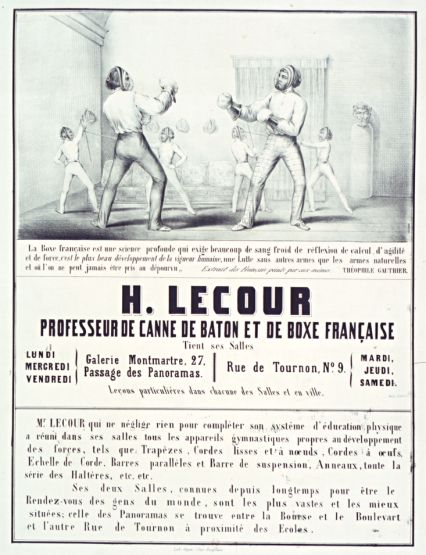 La Boxe française est une science profonde qui exige beaucoup de sang froid de réflexion de calcul, d'agilité
et de force, c'est le plus beau développement de la vigueur humaine, une Lutte sans autres armes que les armes naturelles
et où l'on ne peut jamais être pris au dépourvu.
Extrait des Français peints par eux-mêmes. THÉOPHILE GAUTHIER.
H. LECOUR
PROFESSEUR DE CANNE DE BATON ET DE BOXE FRANÇAISE
Tient ses Salles
LUNDI
MERCREDI
VENDREDI
Galerie Montmartre, 27,
Passage des Panoramas.
Rue de Tournon, No 9.
MARDI,
JEUDI,
SAMEDI.
Leçons particulières dans chacune des Salles et en ville.
Mr. LECOUR qui ne néglige rien pour compléter son système d'éducation physique
a réuni dans ses salles tous les appareils gymnastiques propres au développement
des forces, tels que Trapèzes, Cordes lisses et à nœuds, Cordes à œufs,
Echelle de Corde, Barres parallèles et Barre de suspension, Anneaux, toute la
série des Haltères, etc. etc.
Ses deux Salles, connues depuis longtemps pour être le
Rendez-vous des gens du monde, sont les plus vastes et les mieux
situées; celle des Panoramas se trouve entre la Bourse et le Boulevart
et l'autre Rue de Tournon à proximité des Ecoles.